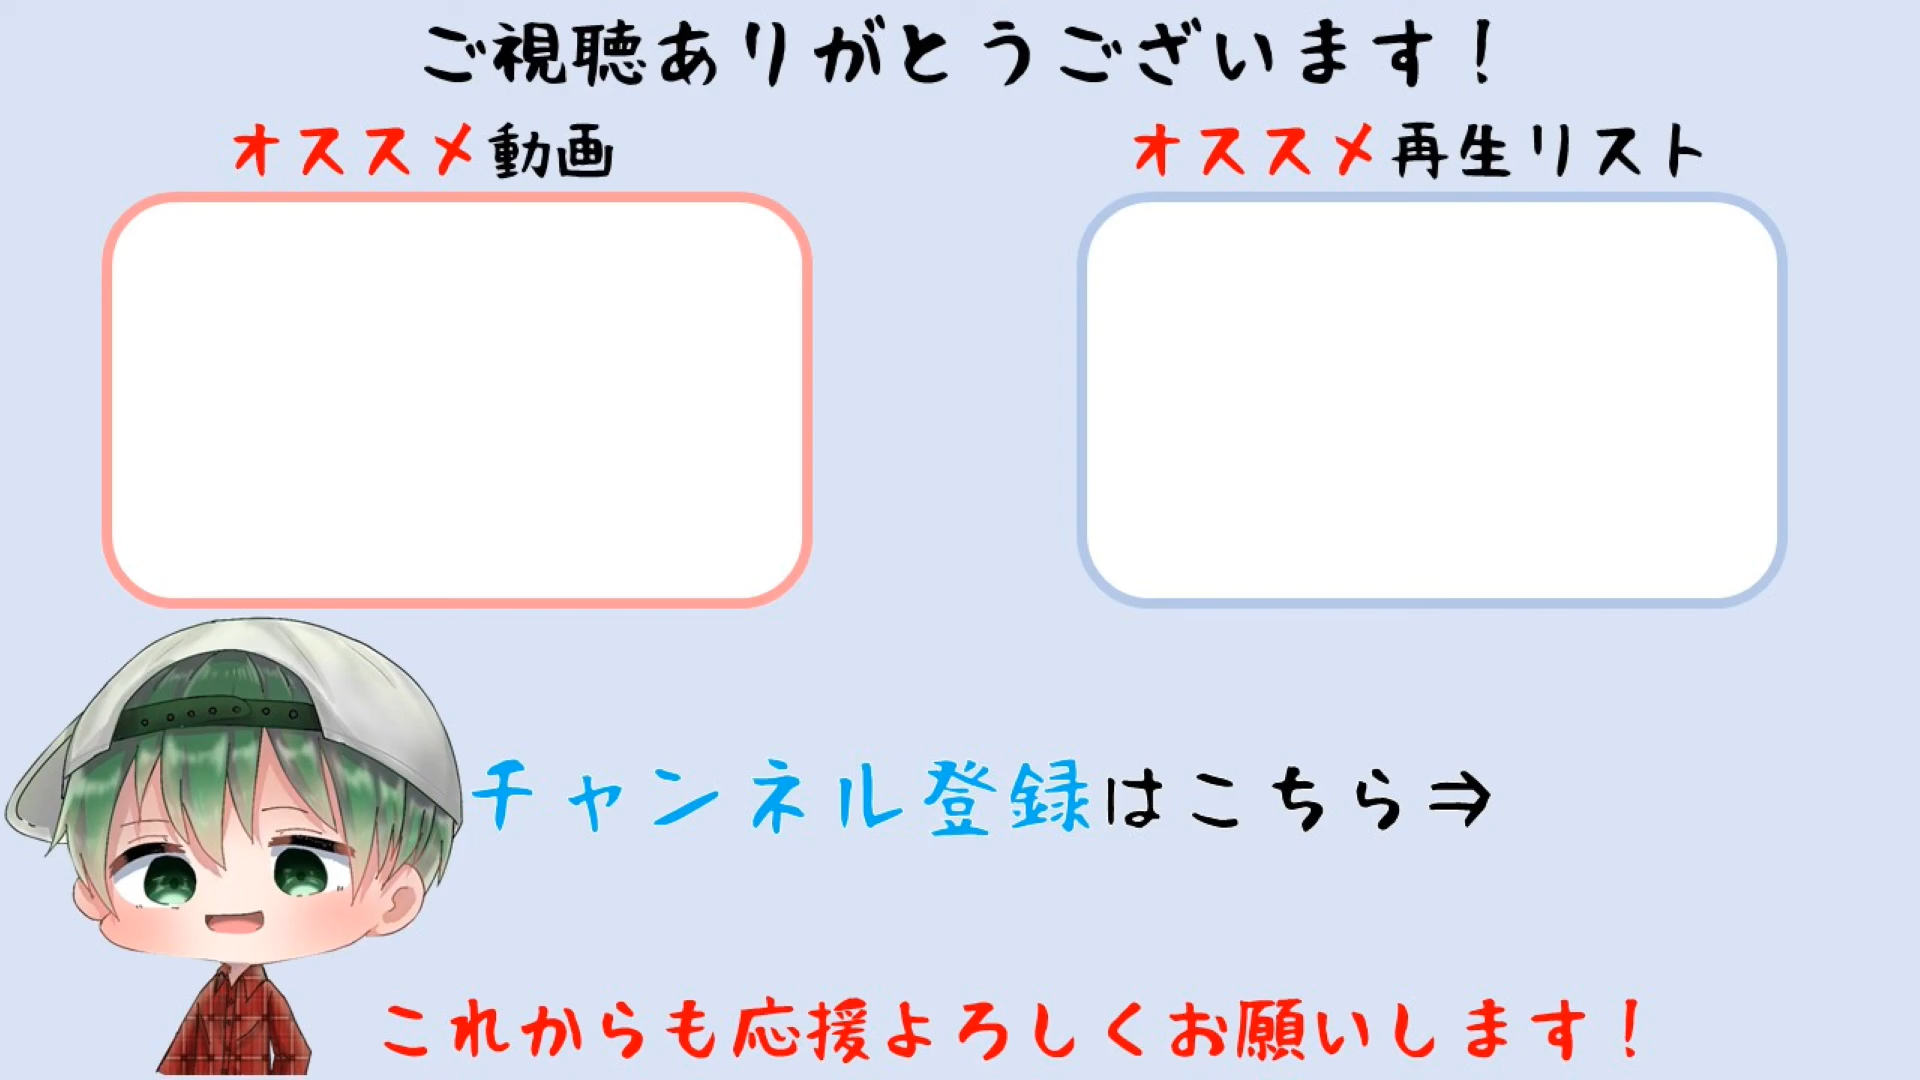 ご視聴ありがとうございます！
オススメ動画
オススメ再生リスト
チャンネル登録はこちら⇒
これからも応援よろしくお願いします！